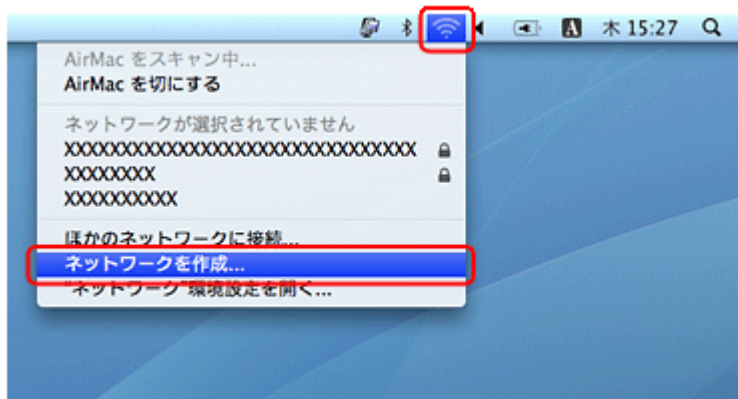 A 木 15:27
AirMac をスキャン中...
AirMac を切にする
ネットワークが選択されていません
XXXXXXXXXXXXXXXXXXXXXXXXXXXXXXX
XXXXXXXX
XXXXXXXXXX
ほかのネットワークに接続...
ネットワークを作成...
"ネットワーク"環境設定を開く...